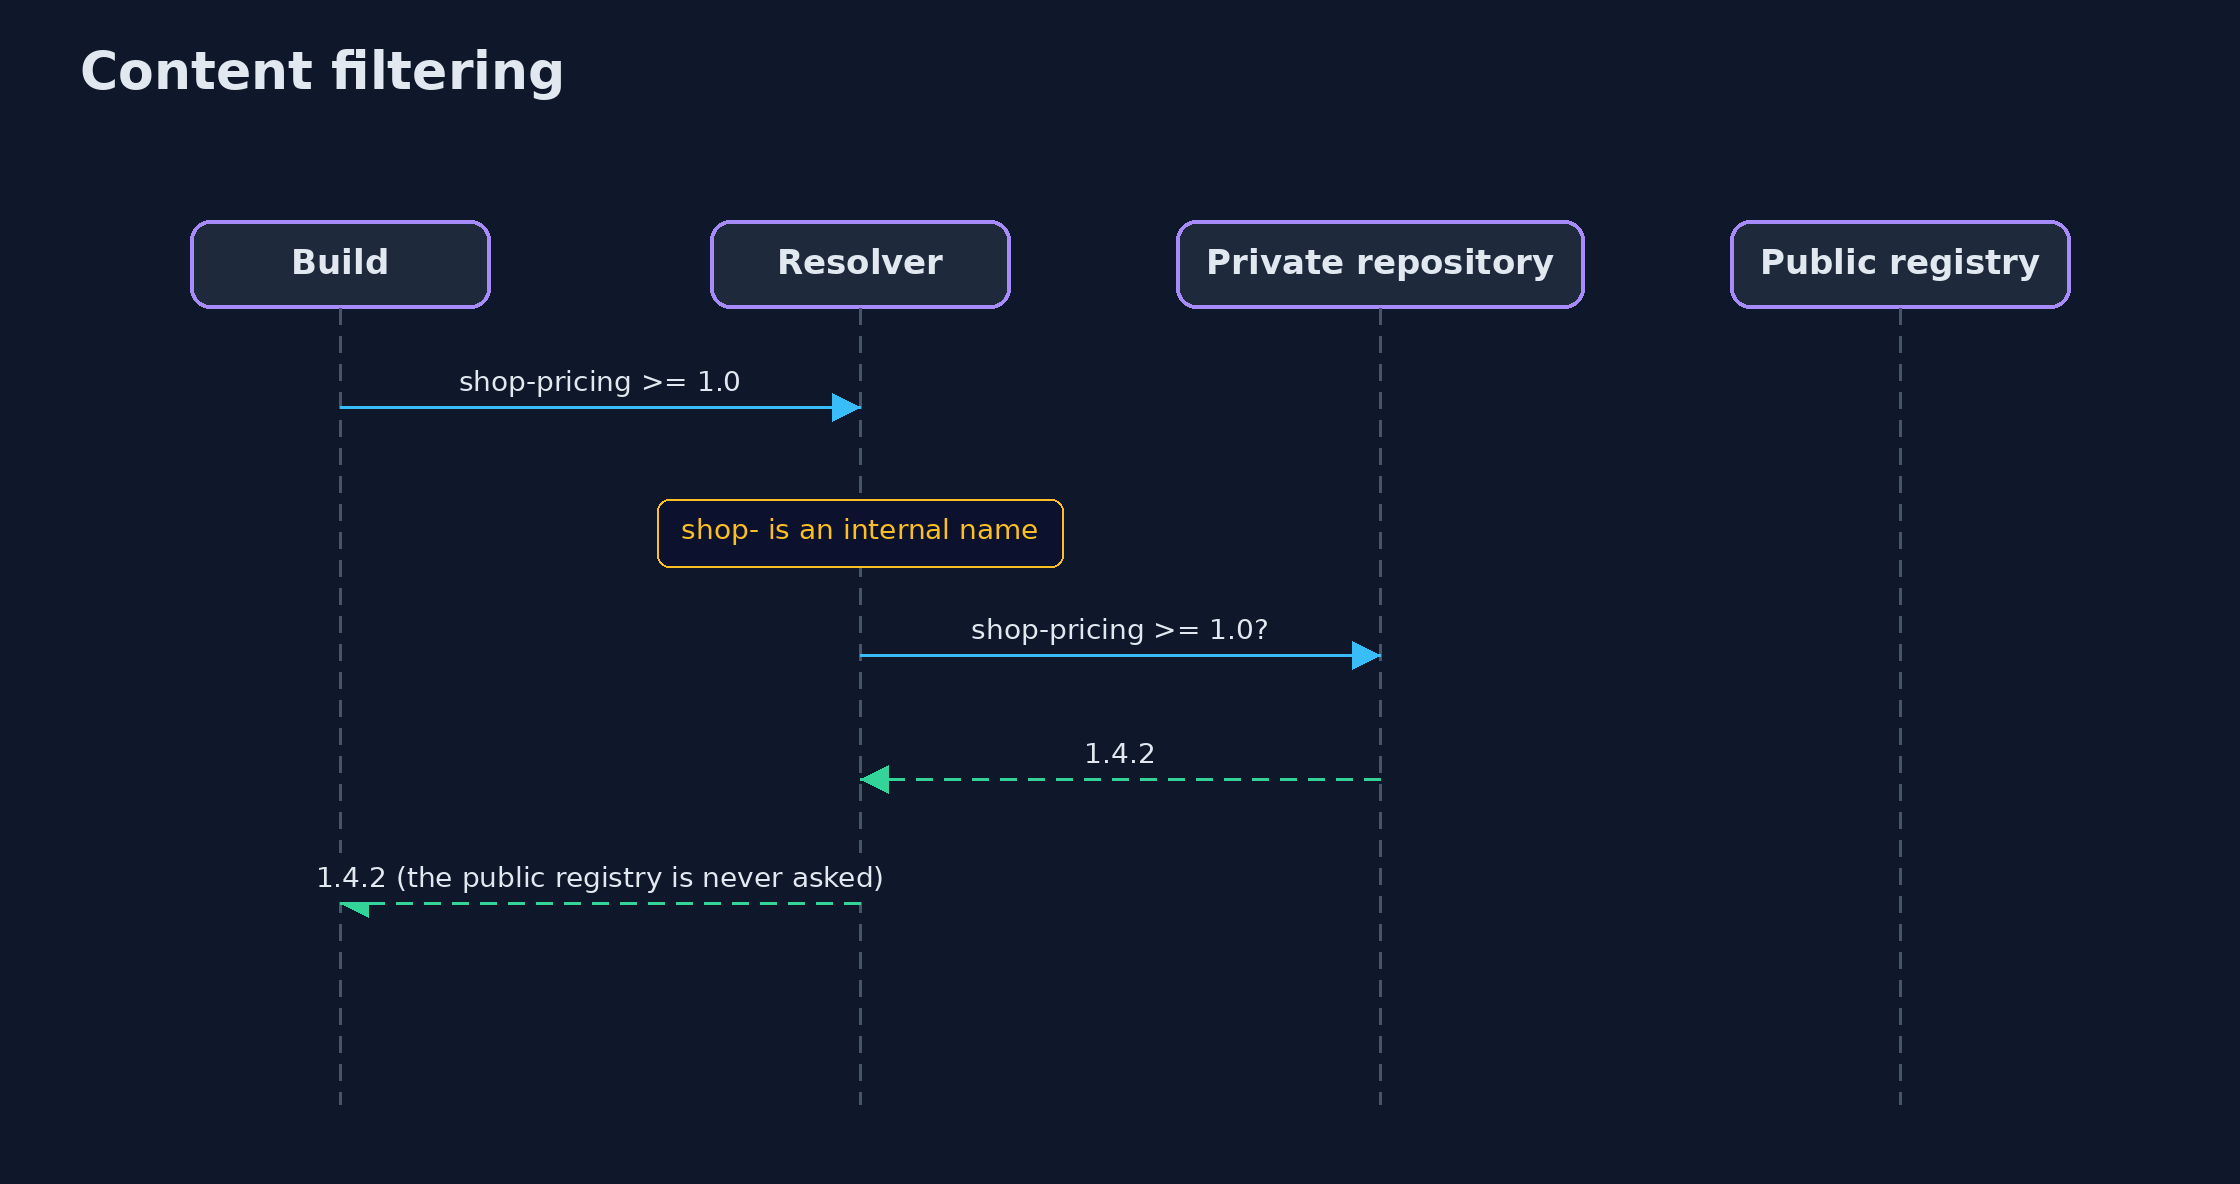 Content filtering
Build
Resolver
Private repository
Public registry
shop-pricing >= 1.0
shop- is an internal name
shop-pricing >= 1.0?
1.4.2
1.4.2 (the public registry is never asked)